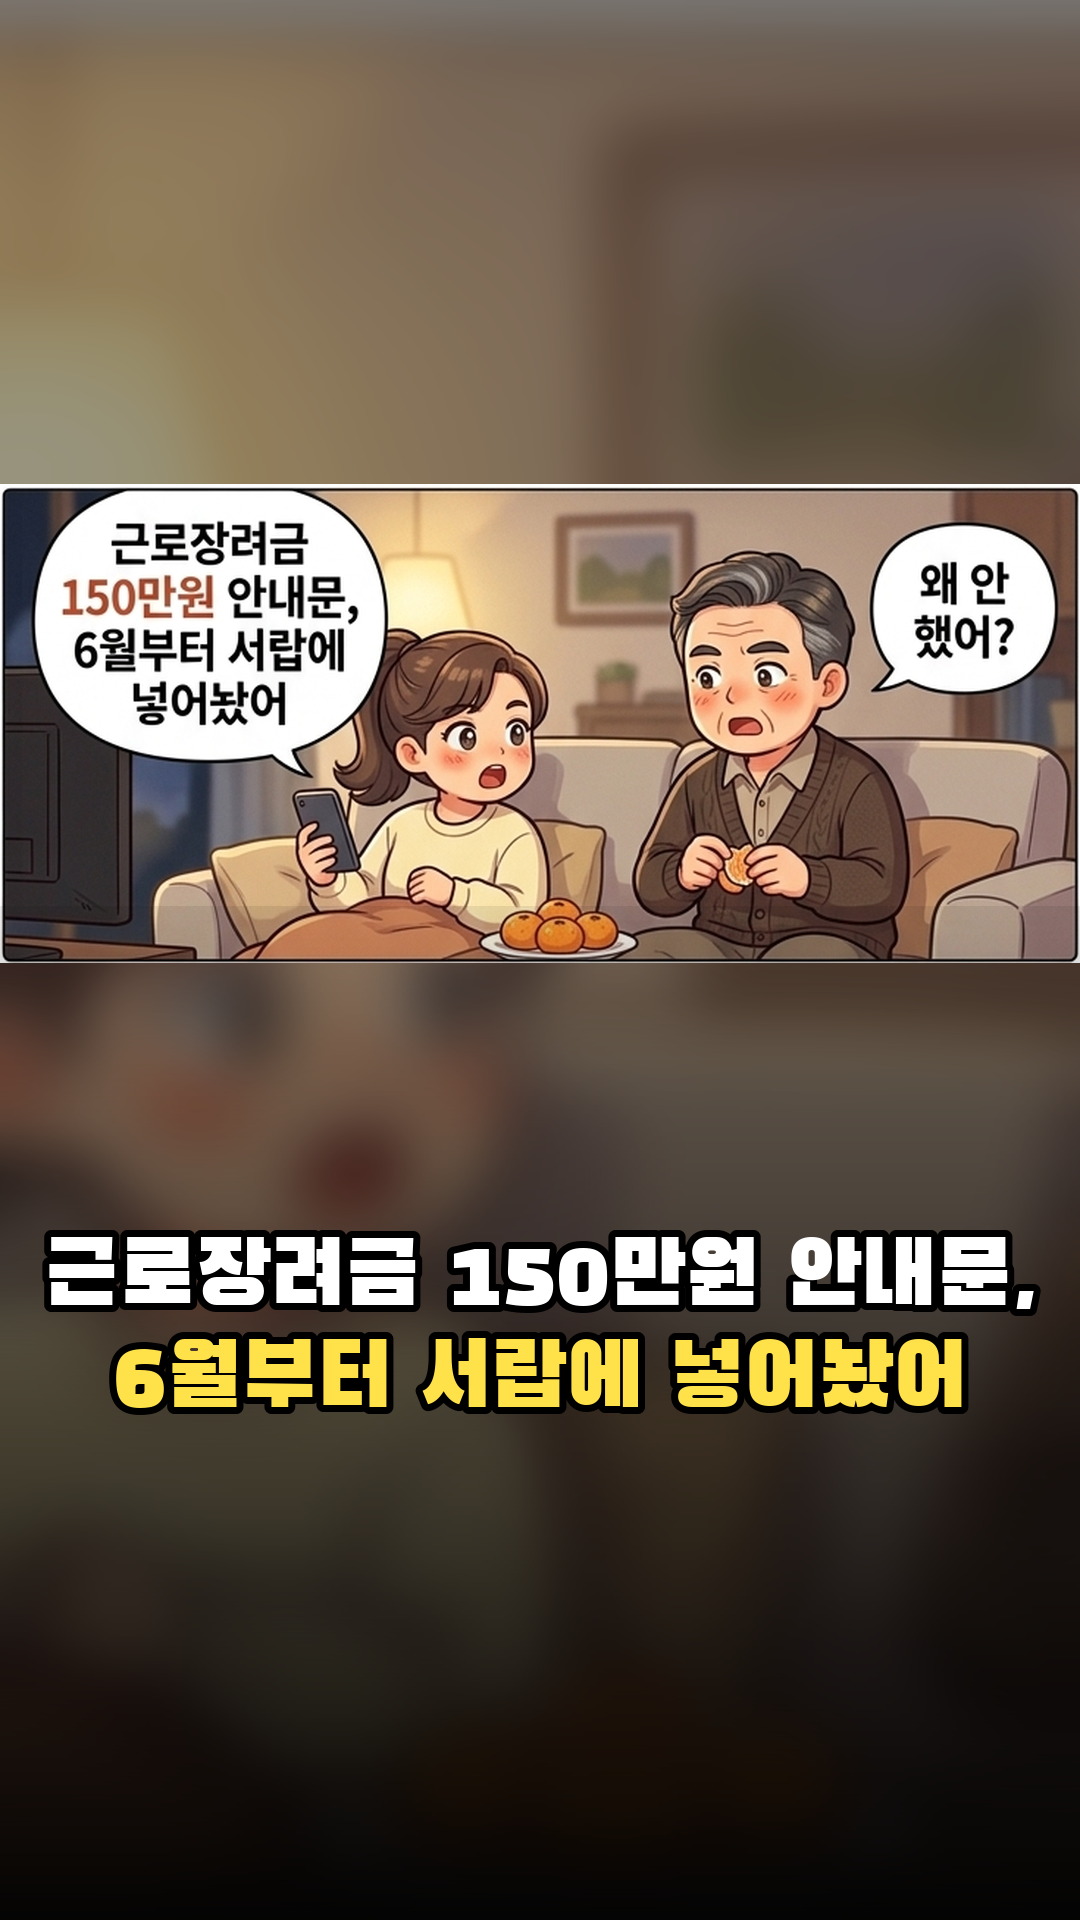 근로장려금
150만원 안내문,
6월부터 서랍에
넣어놨어
왜 안
했어?
근로장려금 150만원 안내문,
6월부터 서랍에 넣어놨어